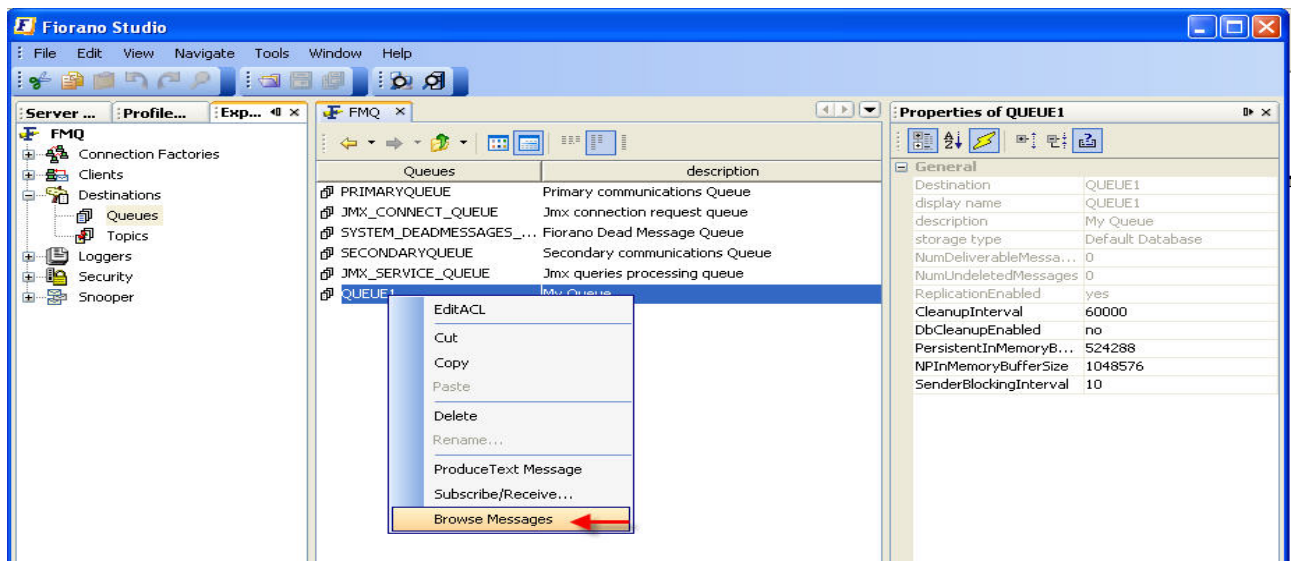 Fiorano Studio
File Edit View Navigate Tools Window Help
Server ... Profile... Exp...
FMQ
Connection Factories
Clients
Destinations
Queues
Topics
Loggers
Security
Snooper
FMQ
Queues description
PRIMARYQUEUE Primary communications Queue
JMX_CONNECT_QUEUE Jmx connection request queue
SYSTEM_DEADMESSAGES_... Fiorano Dead Message Queue
SECONDARYQUEUE Secondary communications Queue
JMX_SERVICE_QUEUE Jmx queries processing queue
QUEUE1 My Queue
EditACL
Cut
Copy
Paste
Delete
Rename...
ProduceText Message
Subscribe/Receive...
Browse Messages
Properties of QUEUE1
General
Destination QUEUE1
display name QUEUE1
description My Queue
storage type Default Database
NumDeliverableMessa... 0
NumUndeletedMessages 0
ReplicationEnabled yes
CleanupInterval 60000
DbCleanupEnabled no
PersistentInMemoryB... 524288
NPInMemoryBufferSize 1048576
SenderBlockingInterval 10